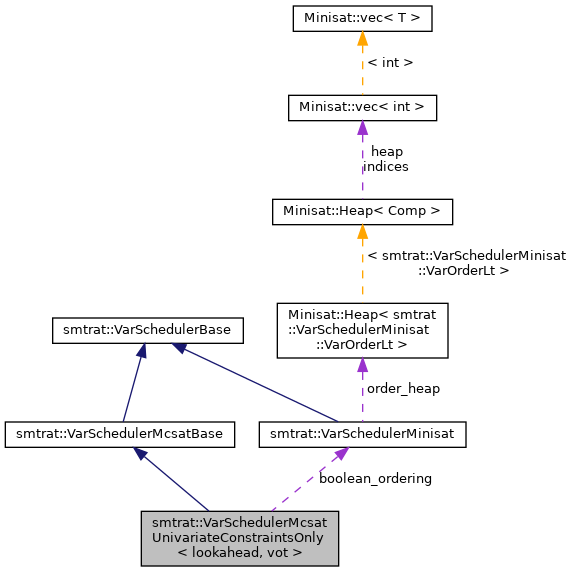 Minisat::vec< T >
< int >
Minisat::vec< int >
heap
indices
Minisat::Heap< Comp >
< smtrat::VarSchedulerMinisat
::VarOrderLt >
Minisat::Heap< smtrat
::VarSchedulerMinisat
::VarOrderLt >
smtrat::VarSchedulerBase
order_heap
smtrat::VarSchedulerMcsatBase
smtrat::VarSchedulerMinisat
boolean_ordering
smtrat::VarSchedulerMcsat
UnivariateConstraintsOnly
< lookahead, vot >